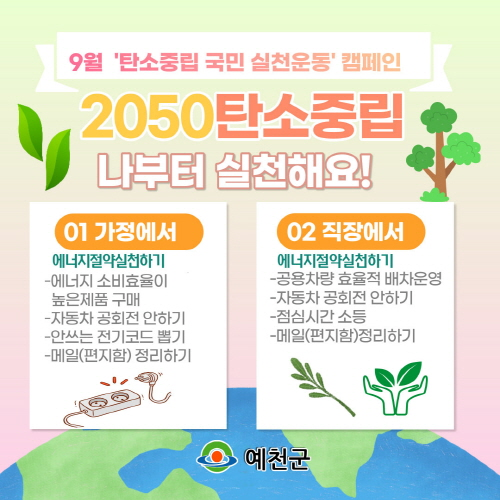 9월 '탄소중립 국민 실천운동' 캠페인
2050탄소중립
나부터 실천해요!
01 가정에서
에너지절약실천하기
-에너지 소비효율이
높은제품 구매
-자동차 공회전 안하기
-안쓰는 전기코드 뽑기
-메일(편지함) 정리하기
02 직장에서
에너지절약실천하기
-공용차량 효율적 배차운영
-자동차 공회전 안하기
-점심시간 소등
-메일(편지함)정리하기
예천군